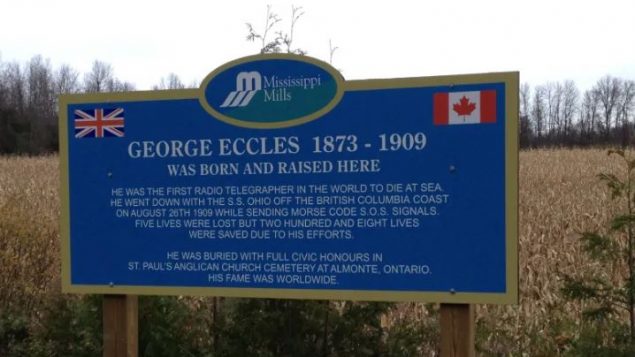 Mississippi
Mills
GEORGE ECCLES 1873 - 1909
WAS BORN AND RAISED HERE
HE WAS THE FIRST RADIO TELEGRAPHER IN THE WORLD TO DIE AT SEA.
HE WENT DOWN WITH THE S.S. OHIO OFF THE BRITISH COLUMBIA COAST
ON AUGUST 26TH 1909 WHILE SENDING MORSE CODE S.O.S. SIGNALS.
FIVE LIVES WERE LOST BUT TWO HUNDRED AND EIGHT LIVES
WERE SAVED DUE TO HIS EFFORTS.
HE WAS BURIED WITH FULL CIVIC HONOURS IN
ST. PAUL'S ANGLICAN CHURCH CEMETERY AT ALMONTE, ONTARIO.
HIS FAME WAS WORLDWIDE.